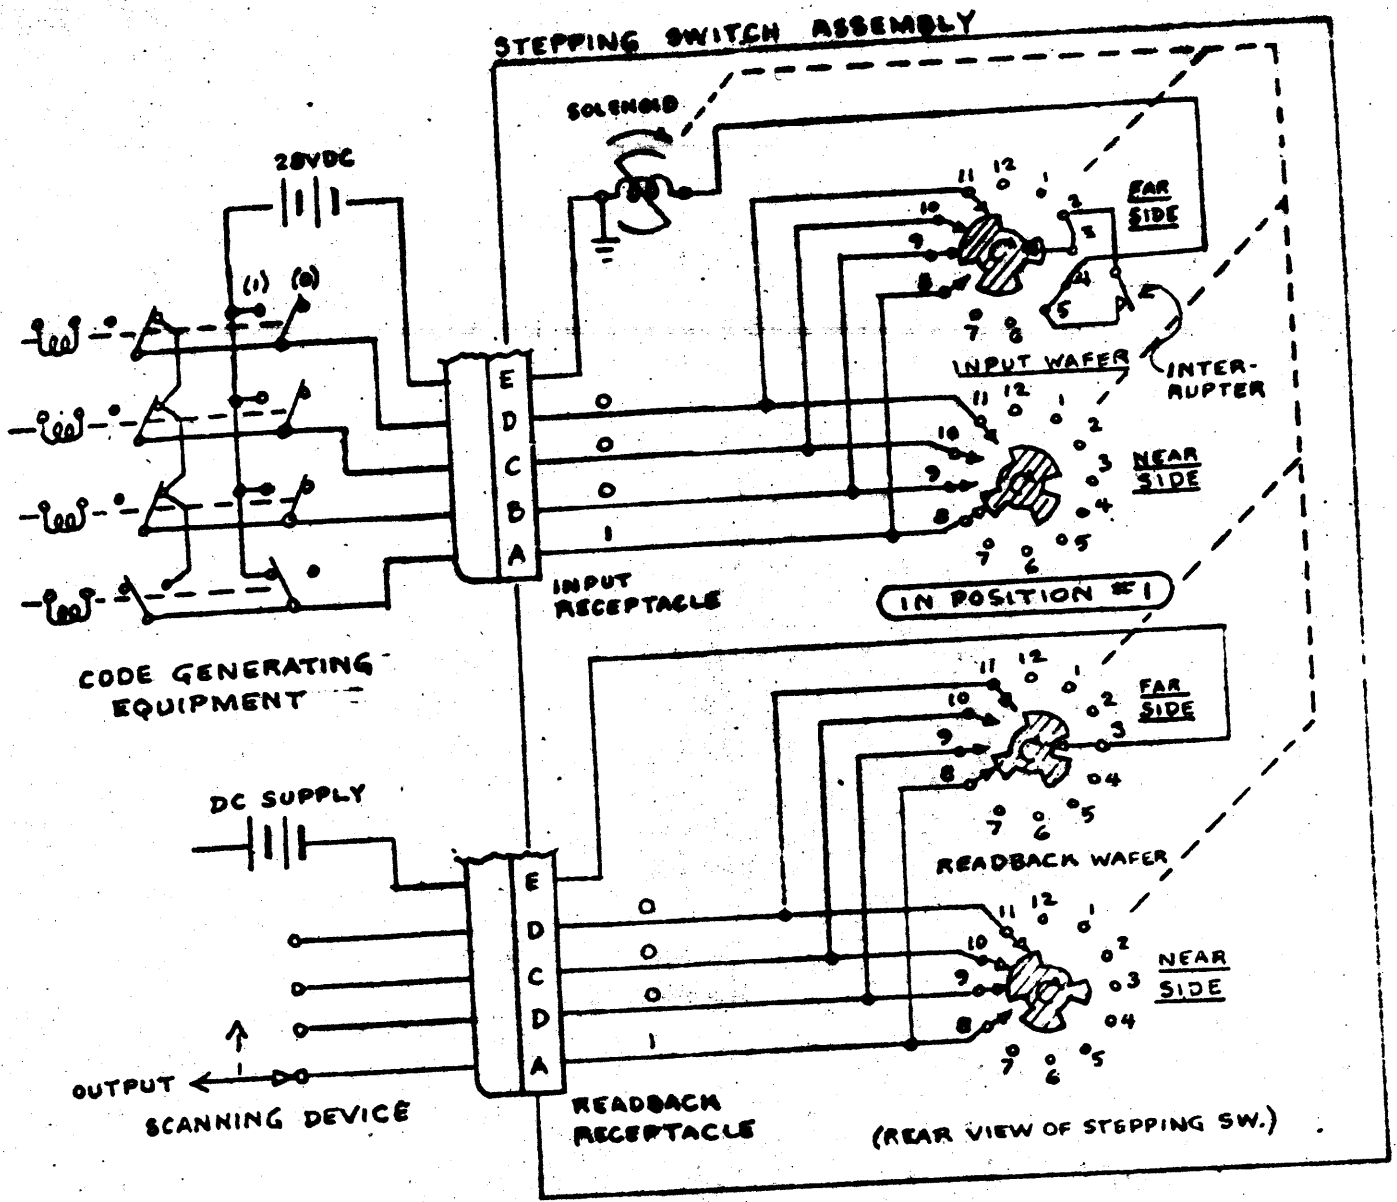 STEPPING SWITCH ASSEMBLY
SOLENOID
28VDC
(1) (0)
12
11
1
10
2
FAR
SIDE
3
9
8
4
5
7
6
INPUT WAFER
INTER-
RUPTER
E
D
C
B
A
0
0
0
1
12
11
1
10
2
9
3
NEAR
SIDE
4
8
5
7
6
INPUT
RECEPTACLE
IN POSITION #1
CODE GENERATING
EQUIPMENT
12
11
1
10
2
FAR
SIDE
3
9
8
4
5
7
6
READBACK WAFER
DC SUPPLY
E
D
C
D
A
0
0
0
1
12
11
1
10
2
9
3
NEAR
SIDE
8
4
5
7
6
OUTPUT
SCANNING DEVICE
READBACK
RECEPTACLE
(REAR VIEW OF STEPPING SW.)